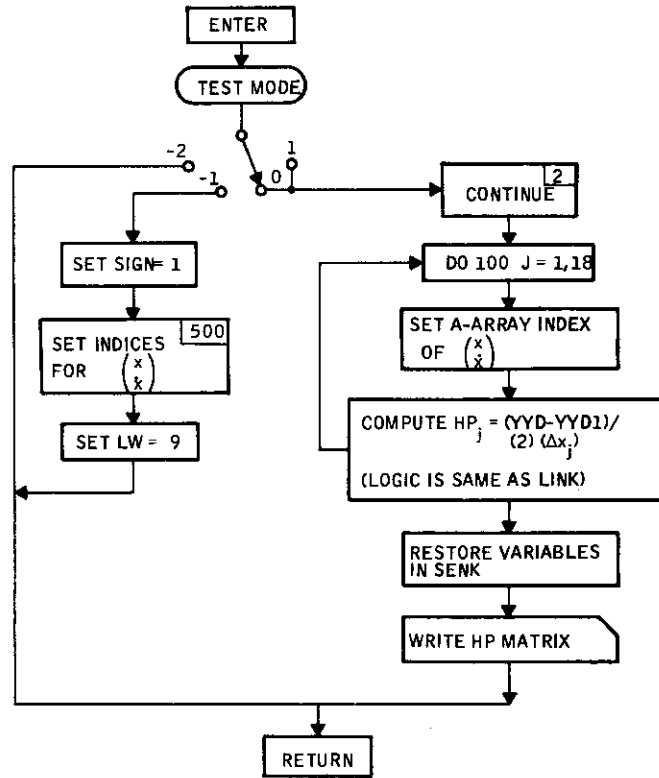 ENTER
TEST MODE
-2
-1
0
1
2
CONTINUE
SET SIGN= 1
DO 100 J = 1,18
500
SET INDICES
FOR (x
ẋ)
SET A-ARRAY INDEX
OF (x
ẋ)
SET LW = 9
COMPUTE HPj = (YYD-YYD1)/
(2) (Δxj)
(LOGIC IS SAME AS LINK)
RESTORE VARIABLES
IN SENK
WRITE HP MATRIX
RETURN